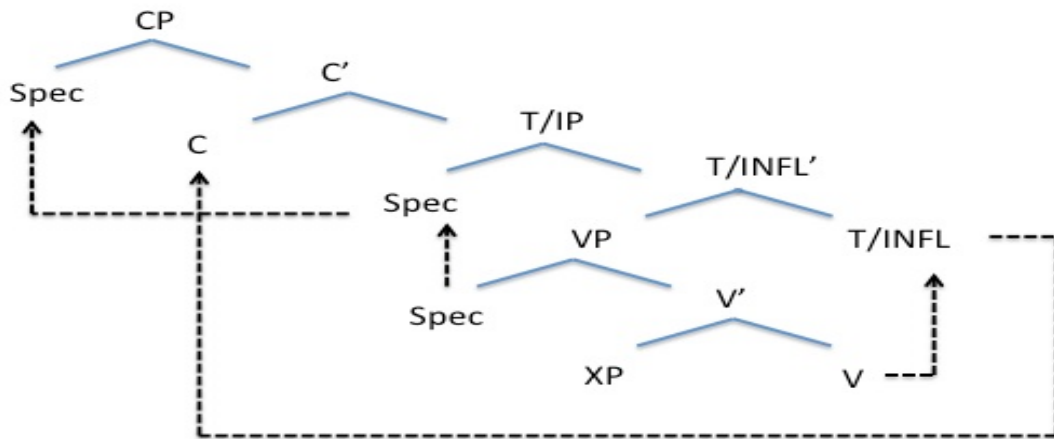 CP
Spec
C’
C
T/IP
Spec
T/INFL’
VP
T/INFL
Spec
V’
XP
V